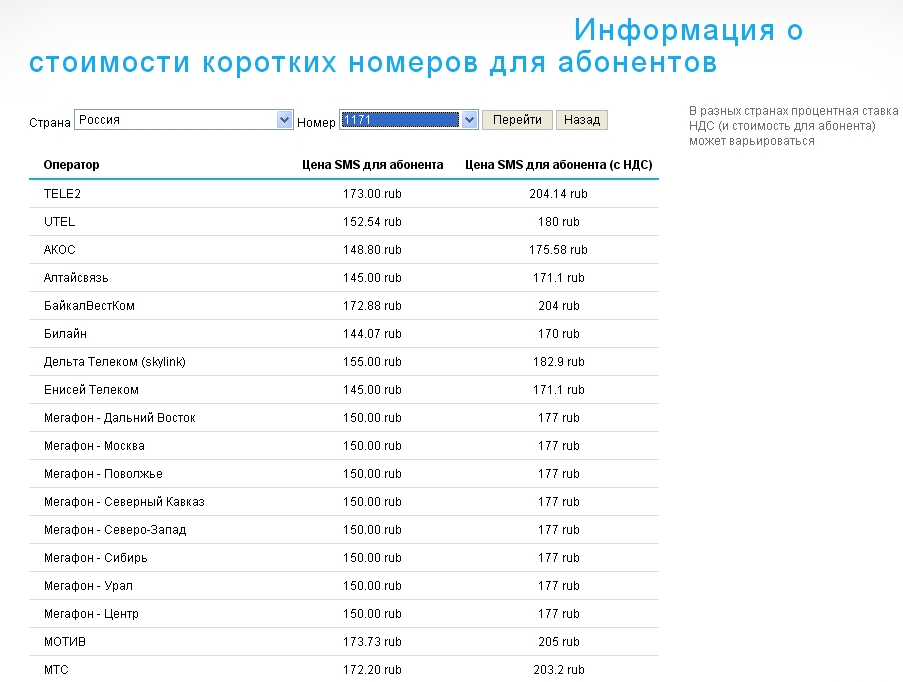 Информация о
стоимости коротких номеров для абонентов
Страна Россия Номер 1171 Перейти Назад
В разных странах процентная ставка
НДС (и стоимость для абонента)
может варьироваться
Оператор Цена SMS для абонента Цена SMS для абонента (с НДС)
TELE2 173.00 rub 204.14 rub
UTEL 152.54 rub 180 rub
АКОС 148.80 rub 175.58 rub
Алтайсвязь 145.00 rub 171.1 rub
БайкалВестКом 172.88 rub 204 rub
Билайн 144.07 rub 170 rub
Дельта Телеком (skylink) 155.00 rub 182.9 rub
Енисей Телеком 145.00 rub 171.1 rub
Мегафон - Дальний Восток 150.00 rub 177 rub
Мегафон - Москва 150.00 rub 177 rub
Мегафон - Поволжье 150.00 rub 177 rub
Мегафон - Северный Кавказ 150.00 rub 177 rub
Мегафон - Северо-Запад 150.00 rub 177 rub
Мегафон - Сибирь 150.00 rub 177 rub
Мегафон - Урал 150.00 rub 177 rub
Мегафон - Центр 150.00 rub 177 rub
МОТИВ 173.73 rub 205 rub
МТС 172.20 rub 203.2 rub